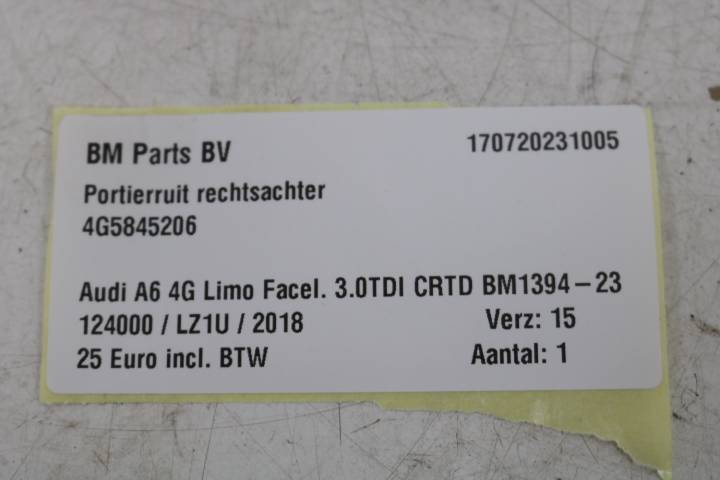 BM Parts BV 170720231005
Portierruit rechtsachter
4G5845206
Audi A6 4G Limo Facel. 3.0TDI CRTD BM1394-23
124000 / LZ1U / 2018 Verz: 15
25 Euro incl. BTW Aantal: 1